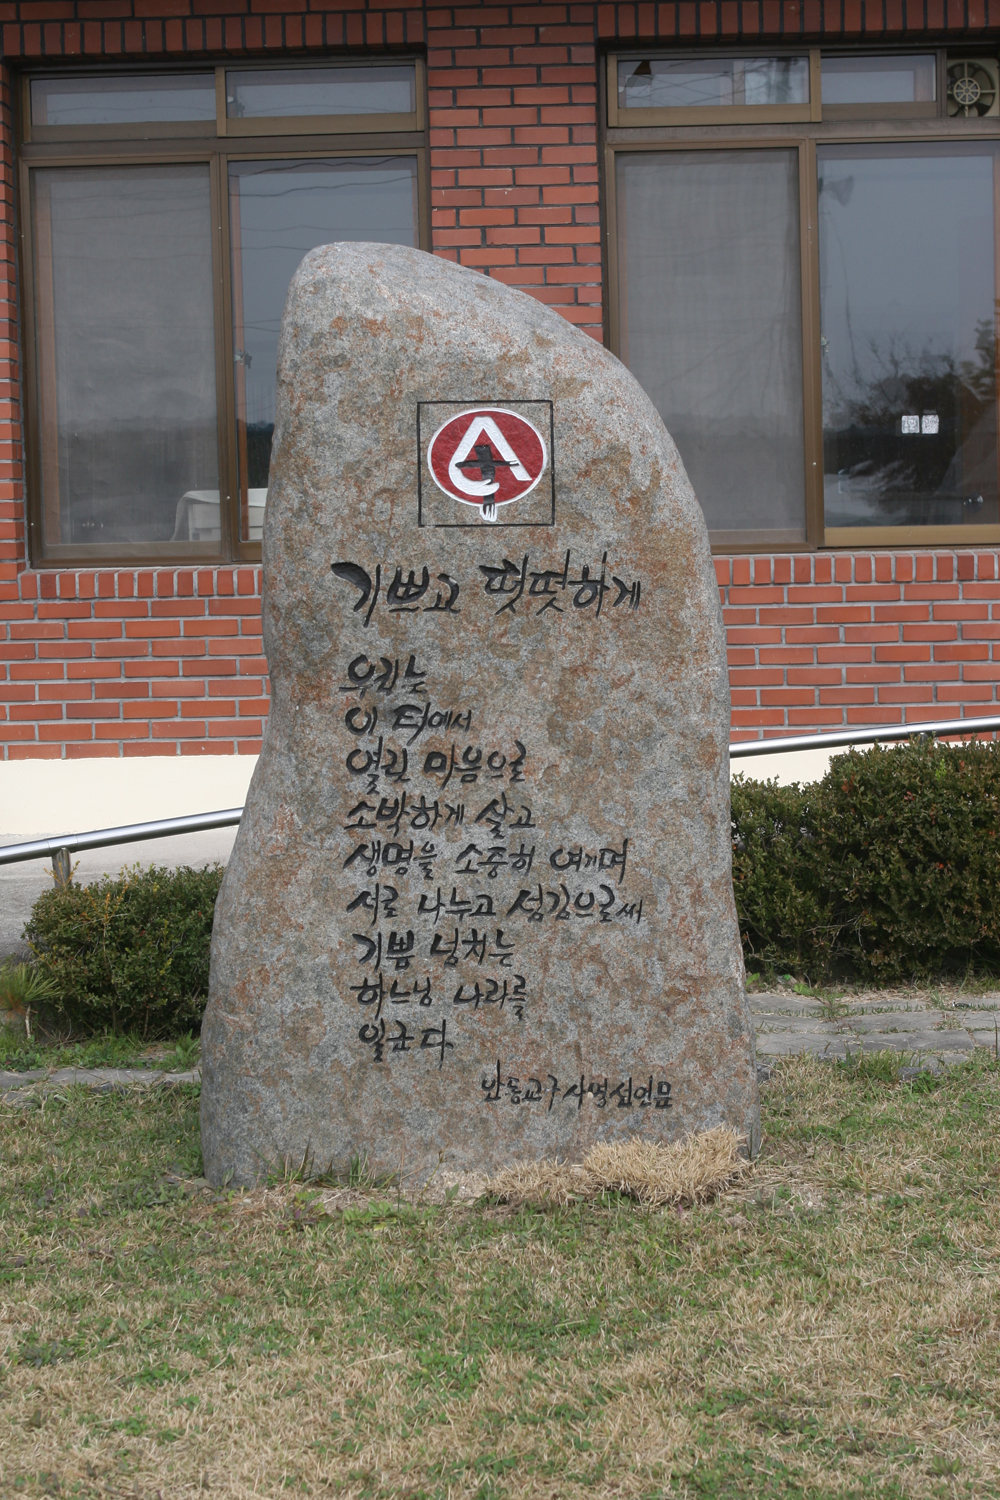 기쁘고 떳떳하게
우리는
이 터에서
열린 마음으로
소박하게 살고
생명을 소중히 여기며
서로 나누고 섬김으로써
기쁨 넘치는
하느님 나라를
일군다.
안동교구 사명선언문